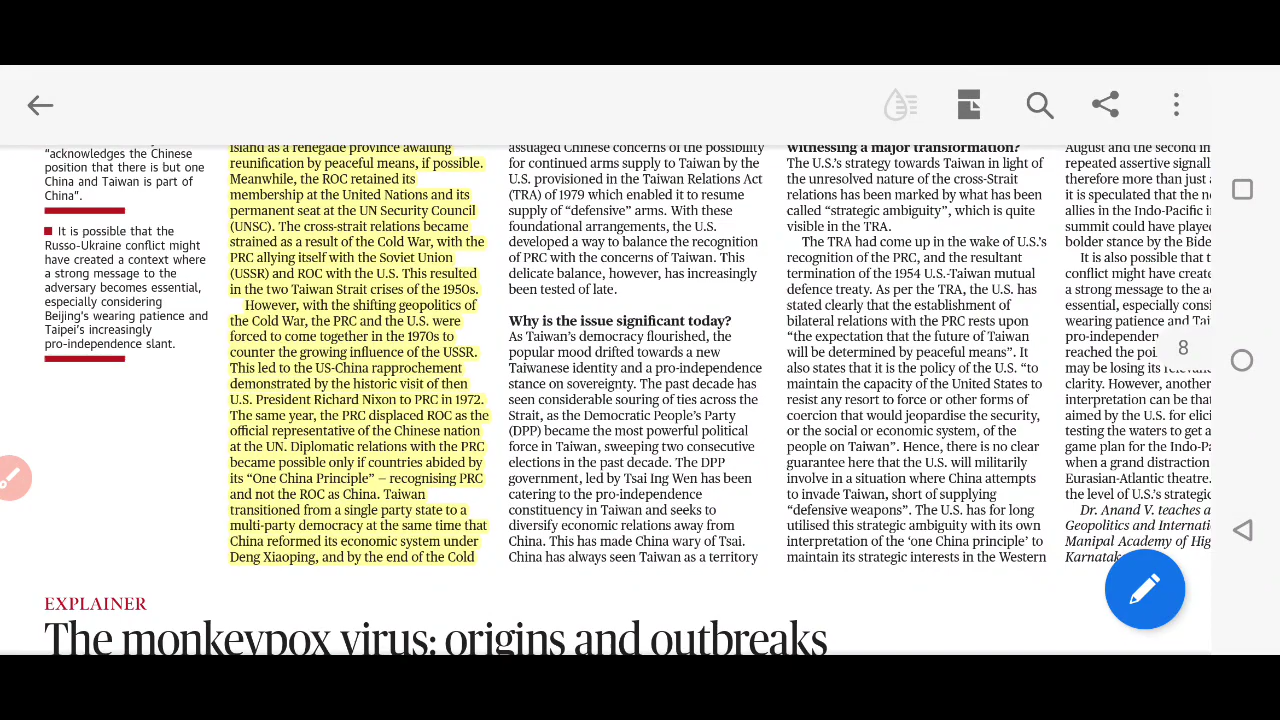 "acknowledges the Chinese
position that there is but one
China and Taiwan is part of
China".
It is possible that the
Russo-Ukraine conflict might
have created a context where
a strong message to the
adversary becomes essential,
especially considering
Beijing's wearing patience and
Taipei's increasingly
pro-independence slant.
island as a renegade province awaiting
reunification by peaceful means, if possible.
Meanwhile, the ROC retained its
membership at the United Nations and its
permanent seat at the UN Security Council
(UNSC). The cross-strait relations became
strained as a result of the Cold War, with the
PRC allying itself with the Soviet Union
(USSR) and ROC with the U.S. This resulted
in the two Taiwan Strait crises of the 1950s.
However, with the shifting geopolitics of
the Cold War, the PRC and the U.S. were
forced to come together in the 1970s to
counter the growing influence of the USSR.
This led to the US-China rapprochement
demonstrated by the historic visit of then
U.S. President Richard Nixon to PRC in 1972.
The same year, the PRC displaced ROC as the
official representative of the Chinese nation
at the UN. Diplomatic relations with the PRC
became possible only if countries abided by
its "One China Principle" – recognising PRC
and not the ROC as China. Taiwan
transitioned from a single party state to a
multi-party democracy at the same time that
China reformed its economic system under
Deng Xiaoping, and by the end of the Cold
assuaged Chinese concerns of the possibility
for continued arms supply to Taiwan by the
U.S. provisioned in the Taiwan Relations Act
(TRA) of 1979 which enabled it to resume
supply of "defensive" arms. With these
foundational arrangements, the U.S.
developed a way to balance the recognition
of PRC with the concerns of Taiwan. This
delicate balance, however, has increasingly
been tested of late.
Why is the issue significant today?
As Taiwan's democracy flourished, the
popular mood drifted towards a new
Taiwanese identity and a pro-independence
stance on sovereignty. The past decade has
seen considerable souring of ties across the
Strait, as the Democratic People's Party
(DPP) became the most powerful political
force in Taiwan, sweeping two consecutive
elections in the past decade. The DPP
government, led by Tsai Ing Wen has been
catering to the pro-independence
constituency in Taiwan and seeks to
diversify economic relations away from
China. This has made China wary of Tsai.
China has always seen Taiwan as a territory
witnessing a major transformation?
The U.S.'s strategy towards Taiwan in light of
the unresolved nature of the cross-Strait
relations has been marked by what has been
called "strategic ambiguity", which is quite
visible in the TRA.
The TRA had come up in the wake of U.S.'s
recognition of the PRC, and the resultant
termination of the 1954 U.S.-Taiwan mutual
defence treaty. As per the TRA, the U.S. has
stated clearly that the establishment of
bilateral relations with the PRC rests upon
"the expectation that the future of Taiwan
will be determined by peaceful means". It
also states that it is the policy of the U.S. "to
maintain the capacity of the United States to
resist any resort to force or other forms of
coercion that would jeopardise the security,
or the social or economic system, of the
people on Taiwan". Hence, there is no clear
guarantee here that the U.S. will militarily
involve in a situation where China attempts
to invade Taiwan, short of supplying
"defensive weapons". The U.S. has for long
utilised this strategic ambiguity with its own
interpretation of the 'one China principle' to
maintain its strategic interests in the Western
August and the second in
repeated assertive signall
therefore more than just
it is speculated that the n
allies in the Indo-Pacific i
summit could have played
bolder stance by the Bide
It is also possible that t
conflict might have create
a strong message to the a
essential, especially consi
wearing patience and Tai
pro-independen
reached the poi
may be losing its
clarity. However, another
interpretation can be tha
aimed by the U.S. for elici
testing the waters to get a
game plan for the Indo-Pa
when a grand distraction
Eurasian-Atlantic theatre.
the level of U.S.'s strategic
Dr. Anand V. teaches a
Geopolitics and Internati
Manipal Academy of Hig
Karnatak
8
EXPLAINER
The monkeypox virus: origins and outbreaks